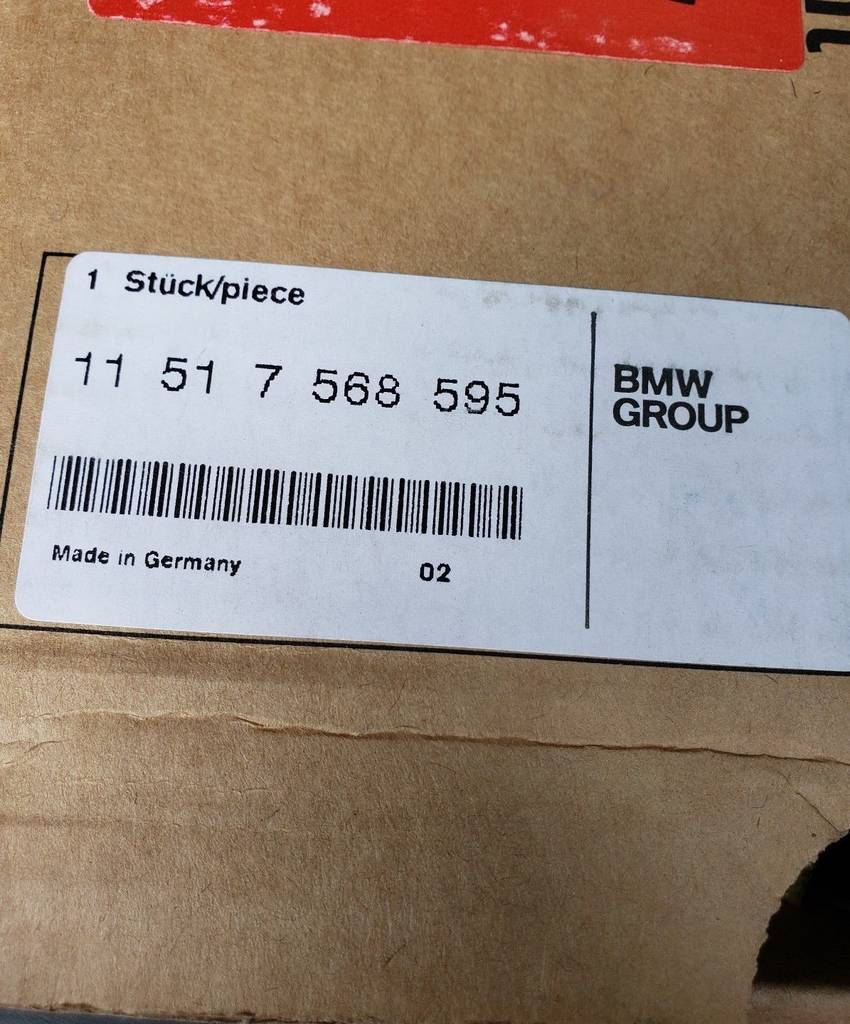 1 Stück/piece
11 51 7 568 595
BMW
GROUP
Made in Germany
02